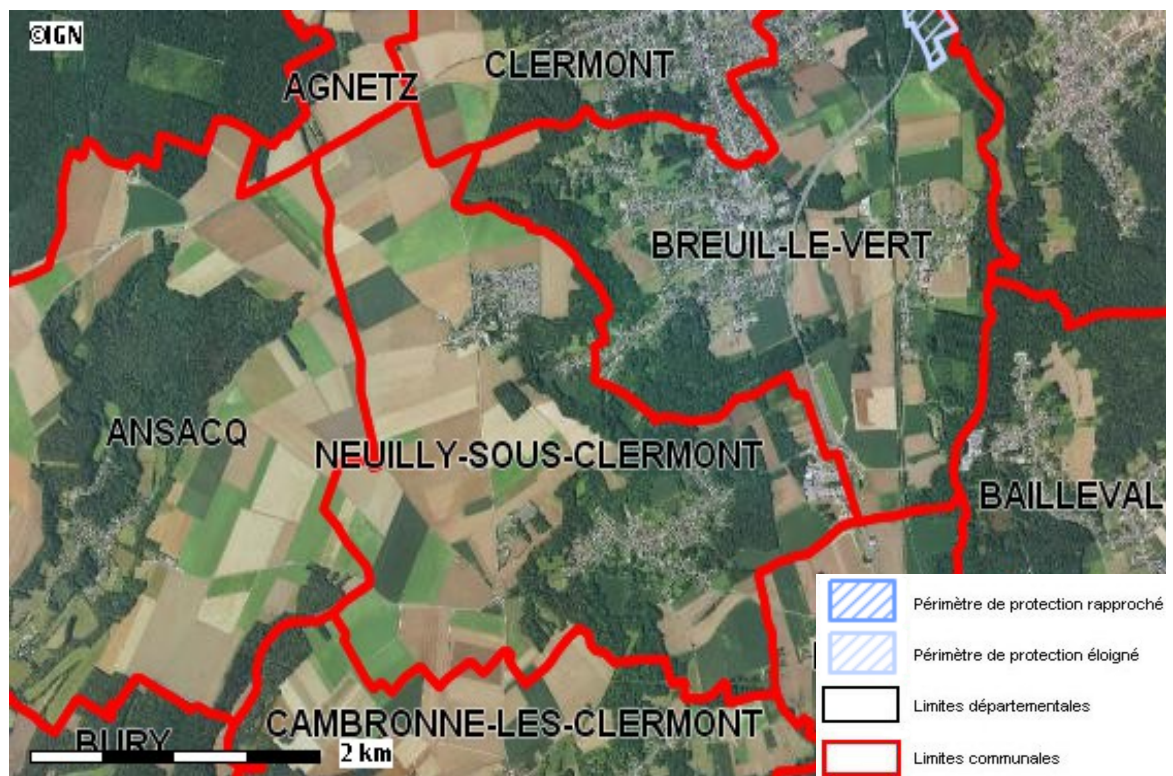 ©IGN
CLERMONT
AGNETZ
BREUIL-LE-VERT
ANSACQ
NEUILLY-SOUS-CLERMONT
BAILLEVAL
CAMBRONNE-LES-CLERMONT
BURY
2 km
Périmètre de protection rapproché
Périmètre de protection éloigné
Limites départementales
Limites communales